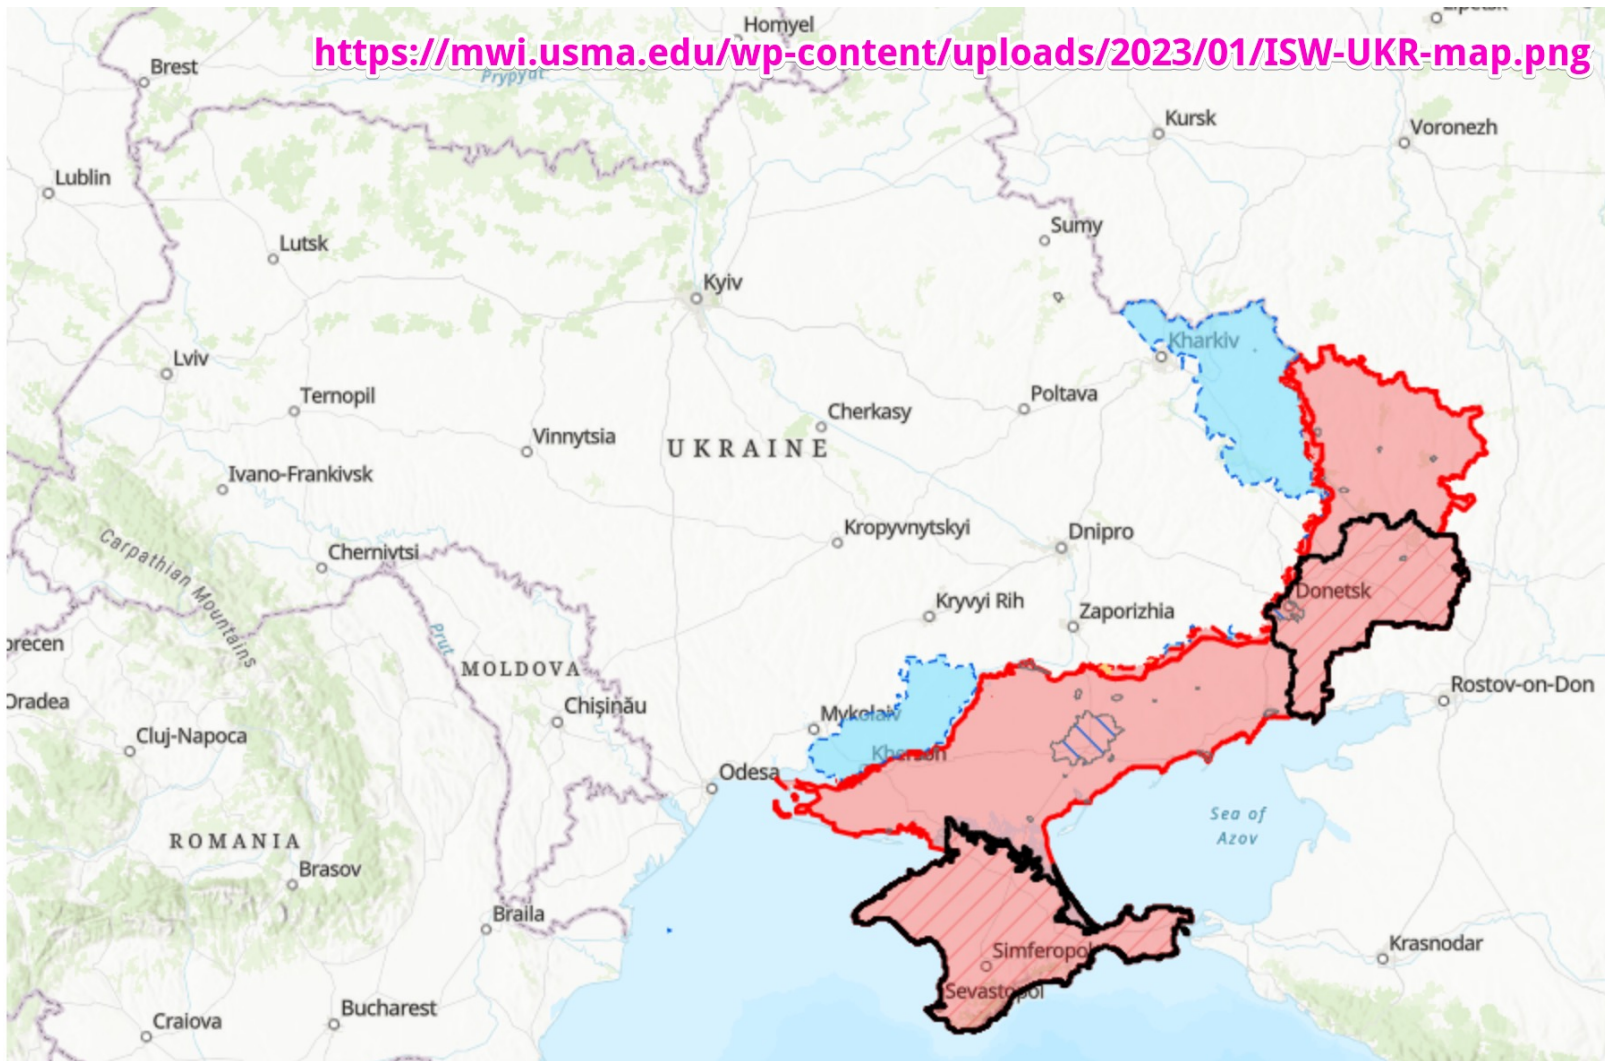 Lipetsk
Homyel
https://mwi.usma.edu/wp-content/uploads/2023/01/ISW-UKR-map.png
Brest
Prypyat'
Kursk
Voronezh
Lublin
Sumy
Lutsk
Kyiv
Kharkiv
Lviv
Poltava
Ternopil
Cherkasy
Vinnytsia
UKRAINE
Ivano-Frankivsk
Kropyvnytskyi
Dnipro
Carpathian Mountains
Chernivtsi
Donetsk
Kryvyi Rih
Zaporizhia
Prut
orecen
MOLDOVA
Rostov-on-Don
Oradea
Chișinău
Mykolaiv
Cluj-Napoca
Kherson
Odesa
Sea of
Azov
ROMANIA
Brasov
Braila
Simferopol
Krasnodar
Sevastopol
Bucharest
Craiova